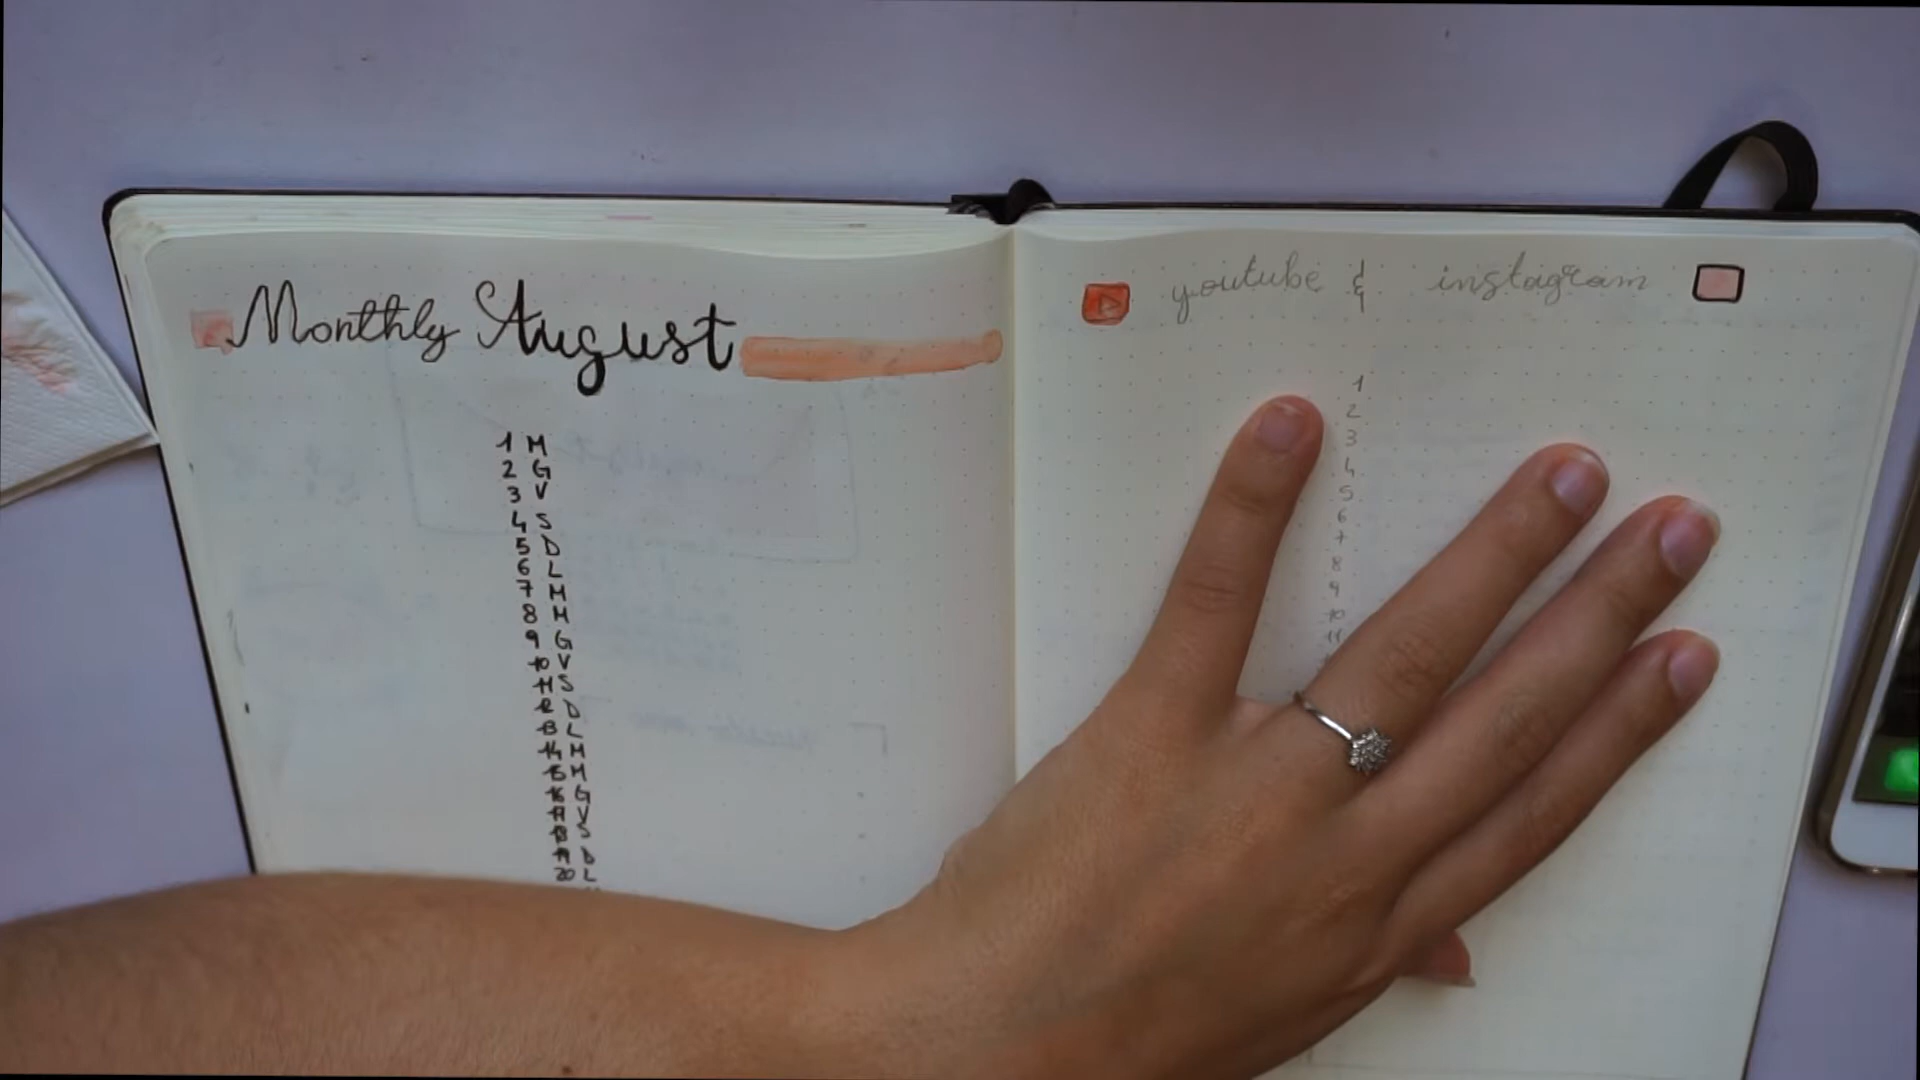 Monthly August
1 M
2 G
3 V
4 S
5 D
6 L
7 M
8 M
9 G
10 V
11 S
12 D
13 L
14 M
15 M
16 G
17 V
18 S
19 D
20 L
youtube & instagram
1
2
3
4
5
6
7
8
9
10
11